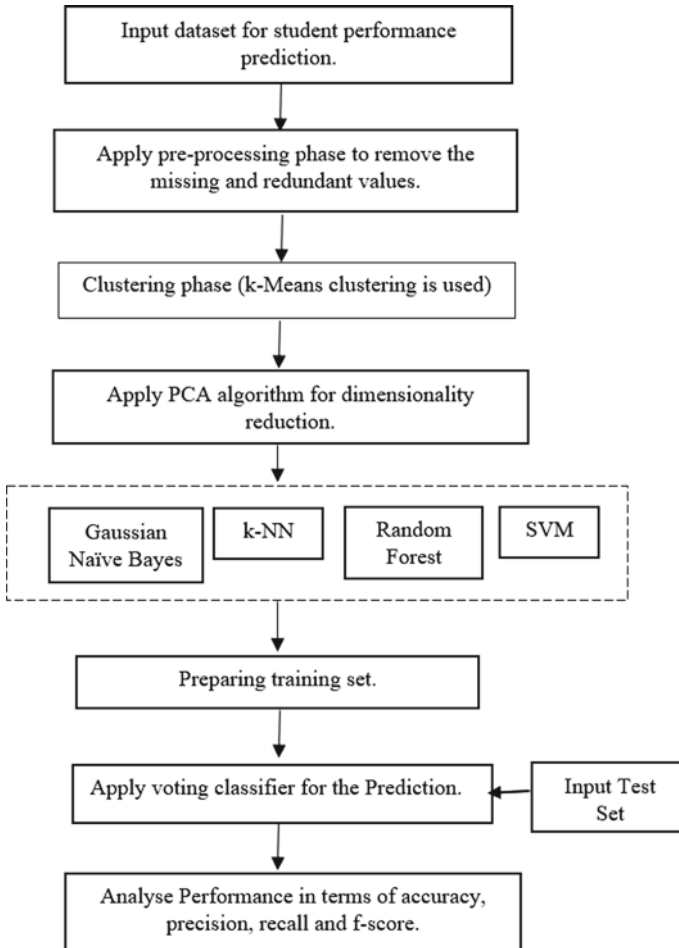 Input dataset for student performance
prediction.
Apply pre-processing phase to remove the
missing and redundant values.
Clustering phase (k-Means clustering is used)
Apply PCA algorithm for dimensionality
reduction.
Gaussian
Naïve Bayes
k-NN
Random
Forest
SVM
Preparing training set.
Apply voting classifier for the Prediction.
Input Test
Set
Analyse Performance in terms of accuracy,
precision, recall and f-score.